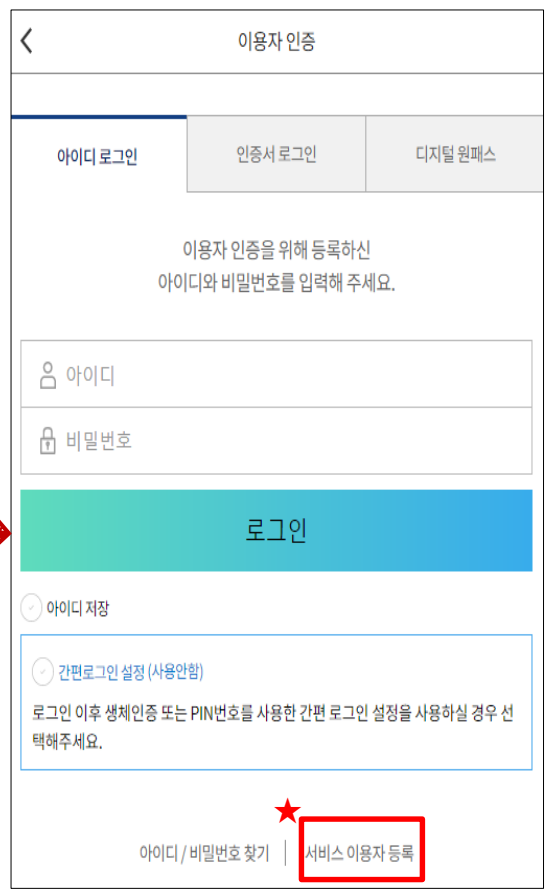 이용자 인증
아이디 로그인
인증서 로그인
디지털 원패스
이용자 인증을 위해 등록하신
아이디와 비밀번호를 입력해 주세요.
아이디
비밀번호
로그인
아이디 저장
간편로그인 설정 (사용안함)
로그인 이후 생체인증 또는 PIN번호를 사용한 간편 로그인 설정을 사용하실 경우 선
택해주세요.
아이디 / 비밀번호 찾기 | 서비스 이용자 등록